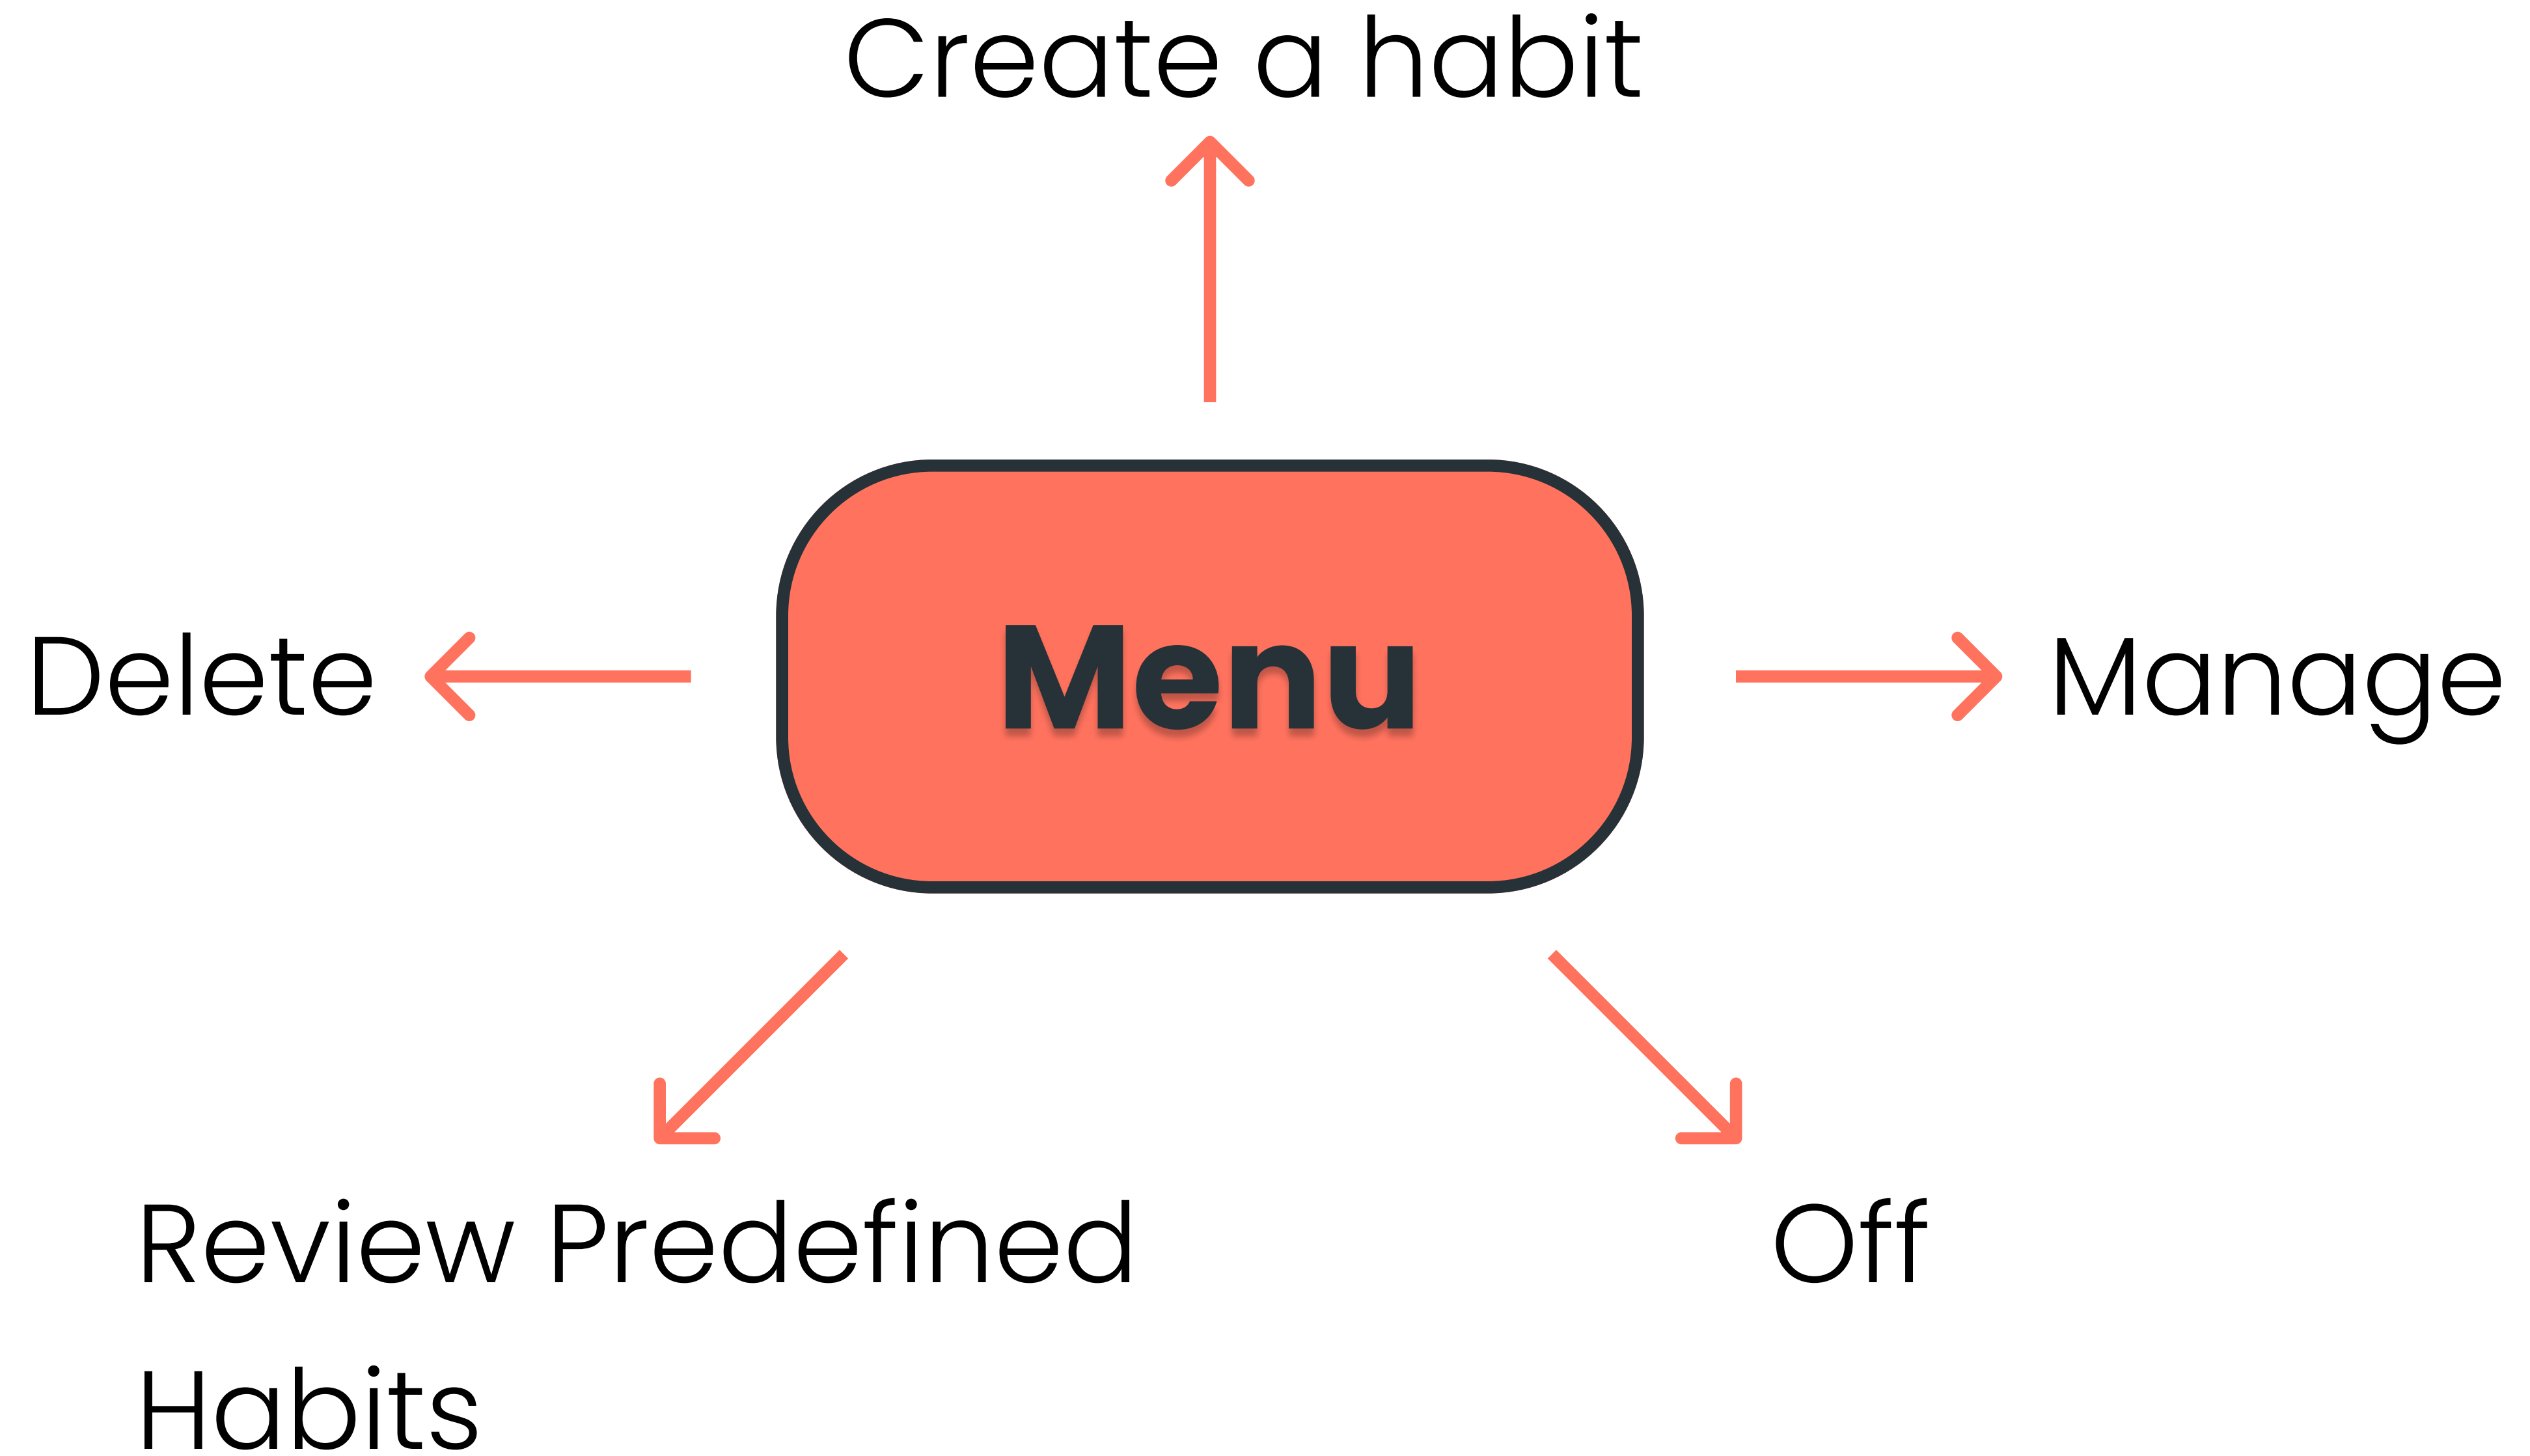 Create a habit
Delete
Menu
Manage
Review Predefined
Habits
Off